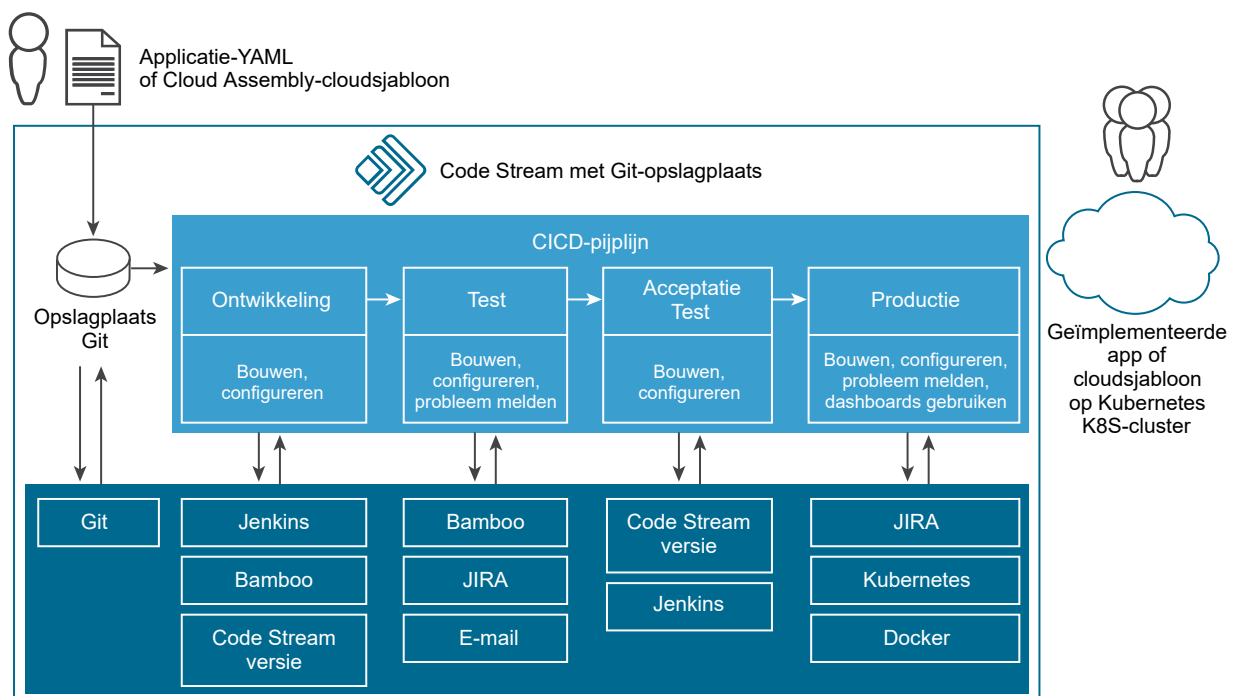 Applicatie-YAML
of Cloud Assembly-cloudsjabloon
Code Stream met Git-opslagplaats
CICD-pijplijn
Opslagplaats
Git
Ontwikkeling
Bouwen,
configureren
Test
Bouwen,
configureren,
probleem melden
Acceptatie
Test
Bouwen,
configureren
Productie
Bouwen, configureren,
probleem melden,
dashboards gebruiken
Geïmplementeerde
app of
cloudsjabloon
op Kubernetes
K8S-cluster
Git
Jenkins
Bamboo
Code Stream
versie
Bamboo
JIRA
E-mail
Code Stream
versie
Jenkins
JIRA
Kubernetes
Docker